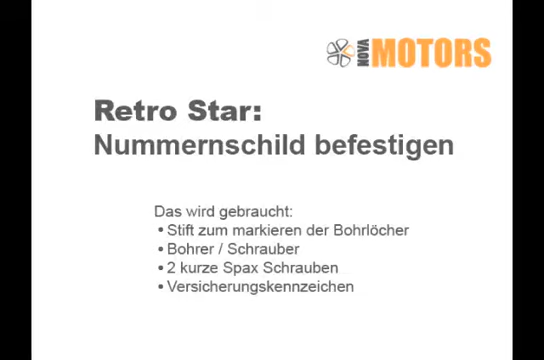 NOVA MOTORS
Retro Star:
Nummernschild befestigen
Das wird gebraucht:
• Stift zum markieren der Bohrlöcher
• Bohrer / Schrauber
• 2 kurze Spax Schrauben
• Versicherungskennzeichen